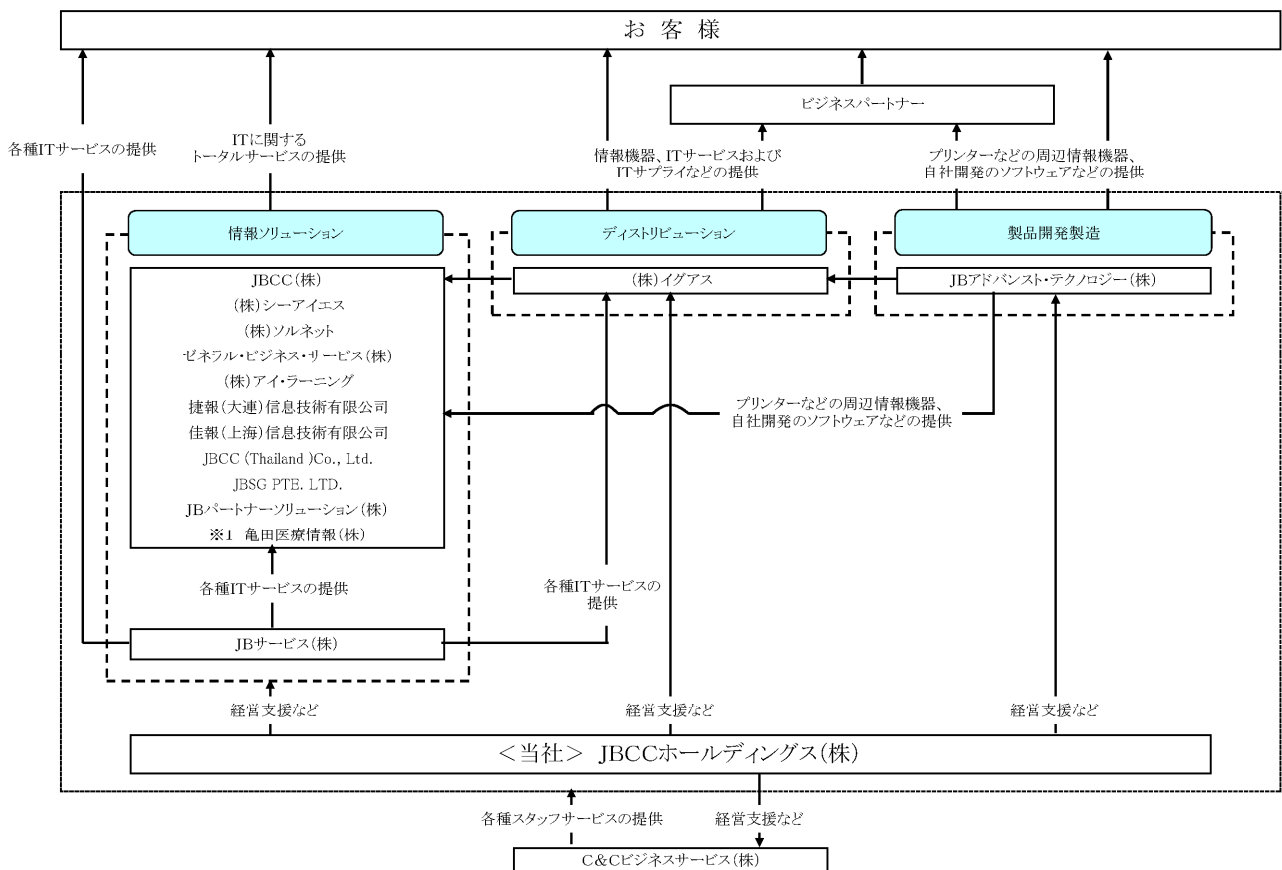 お 客 様
ビジネスパートナー
各種ITサービスの提供
ITに関する
トータルサービスの提供
情報機器、ITサービスおよび
ITサプライなどの提供
プリンターなどの周辺情報機器、
自社開発のソフトウェアなどの提供
情報ソリューション
ディストリビューション
製品開発製造
JBCC(株)
(株)シーアイエス
(株)ソルネット
ゼネラル・ビジネス・サービス(株)
(株)アイ・ラーニング
捷報(大連)信息技術有限公司
佳報(上海)信息技術有限公司
JBCC (Thailand )Co., Ltd.
JBSG PTE. LTD.
JBパートナーソリューション(株)
※1 亀田医療情報(株)
(株)イグアス
JBアドバンスト・テクノロジー(株)
プリンターなどの周辺情報機器、
自社開発のソフトウェアなどの提供
各種ITサービスの提供
各種ITサービスの
提供
JBサービス(株)
経営支援など
経営支援など
経営支援など
<当社> JBCCホールディングス(株)
各種スタッフサービスの提供
経営支援など
C&Cビジネスサービス(株)